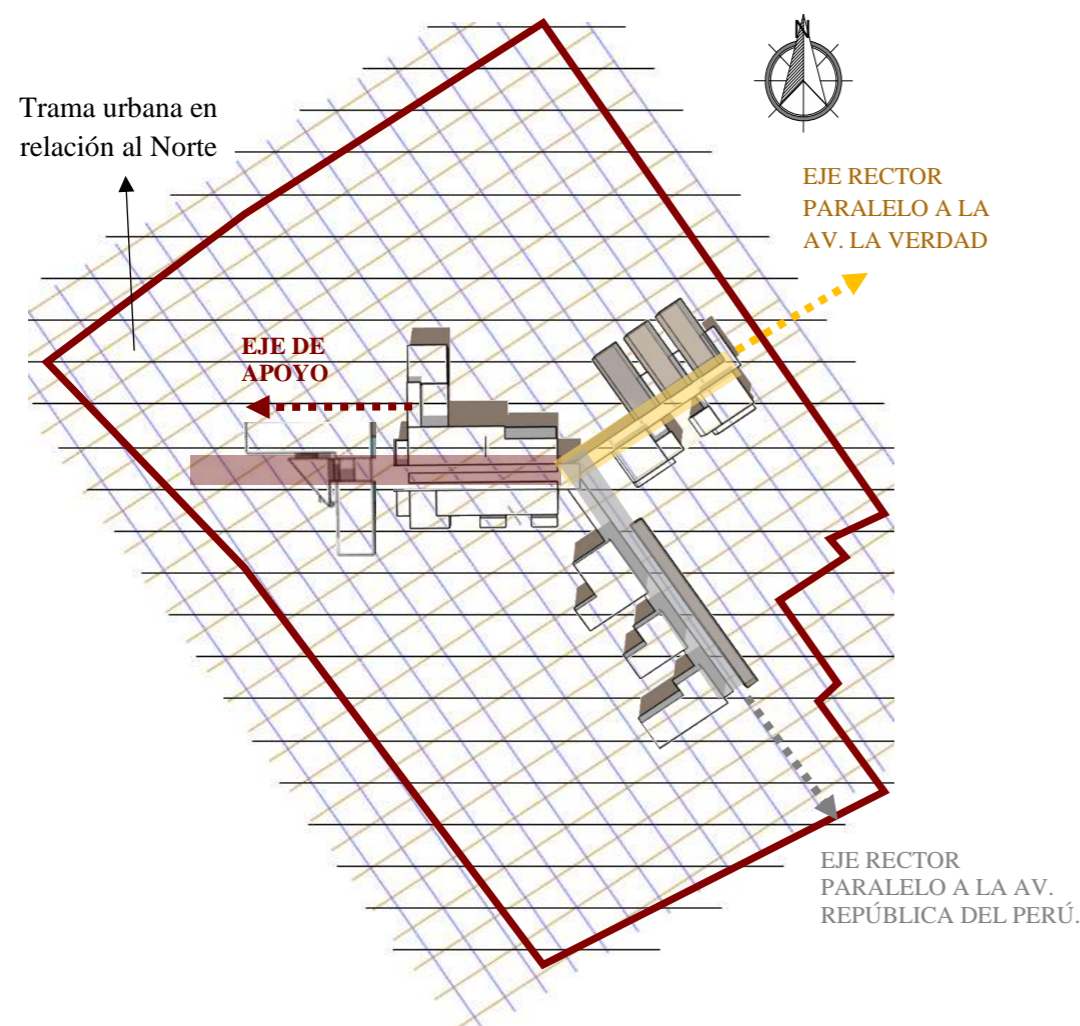 N
Trama urbana en
relación al Norte
EJE RECTOR
PARALELO A LA
AV. LA VERDAD
EJE DE
APOYO
EJE RECTOR
PARALELO A LA AV.
REPÚBLICA DEL PERÚ.